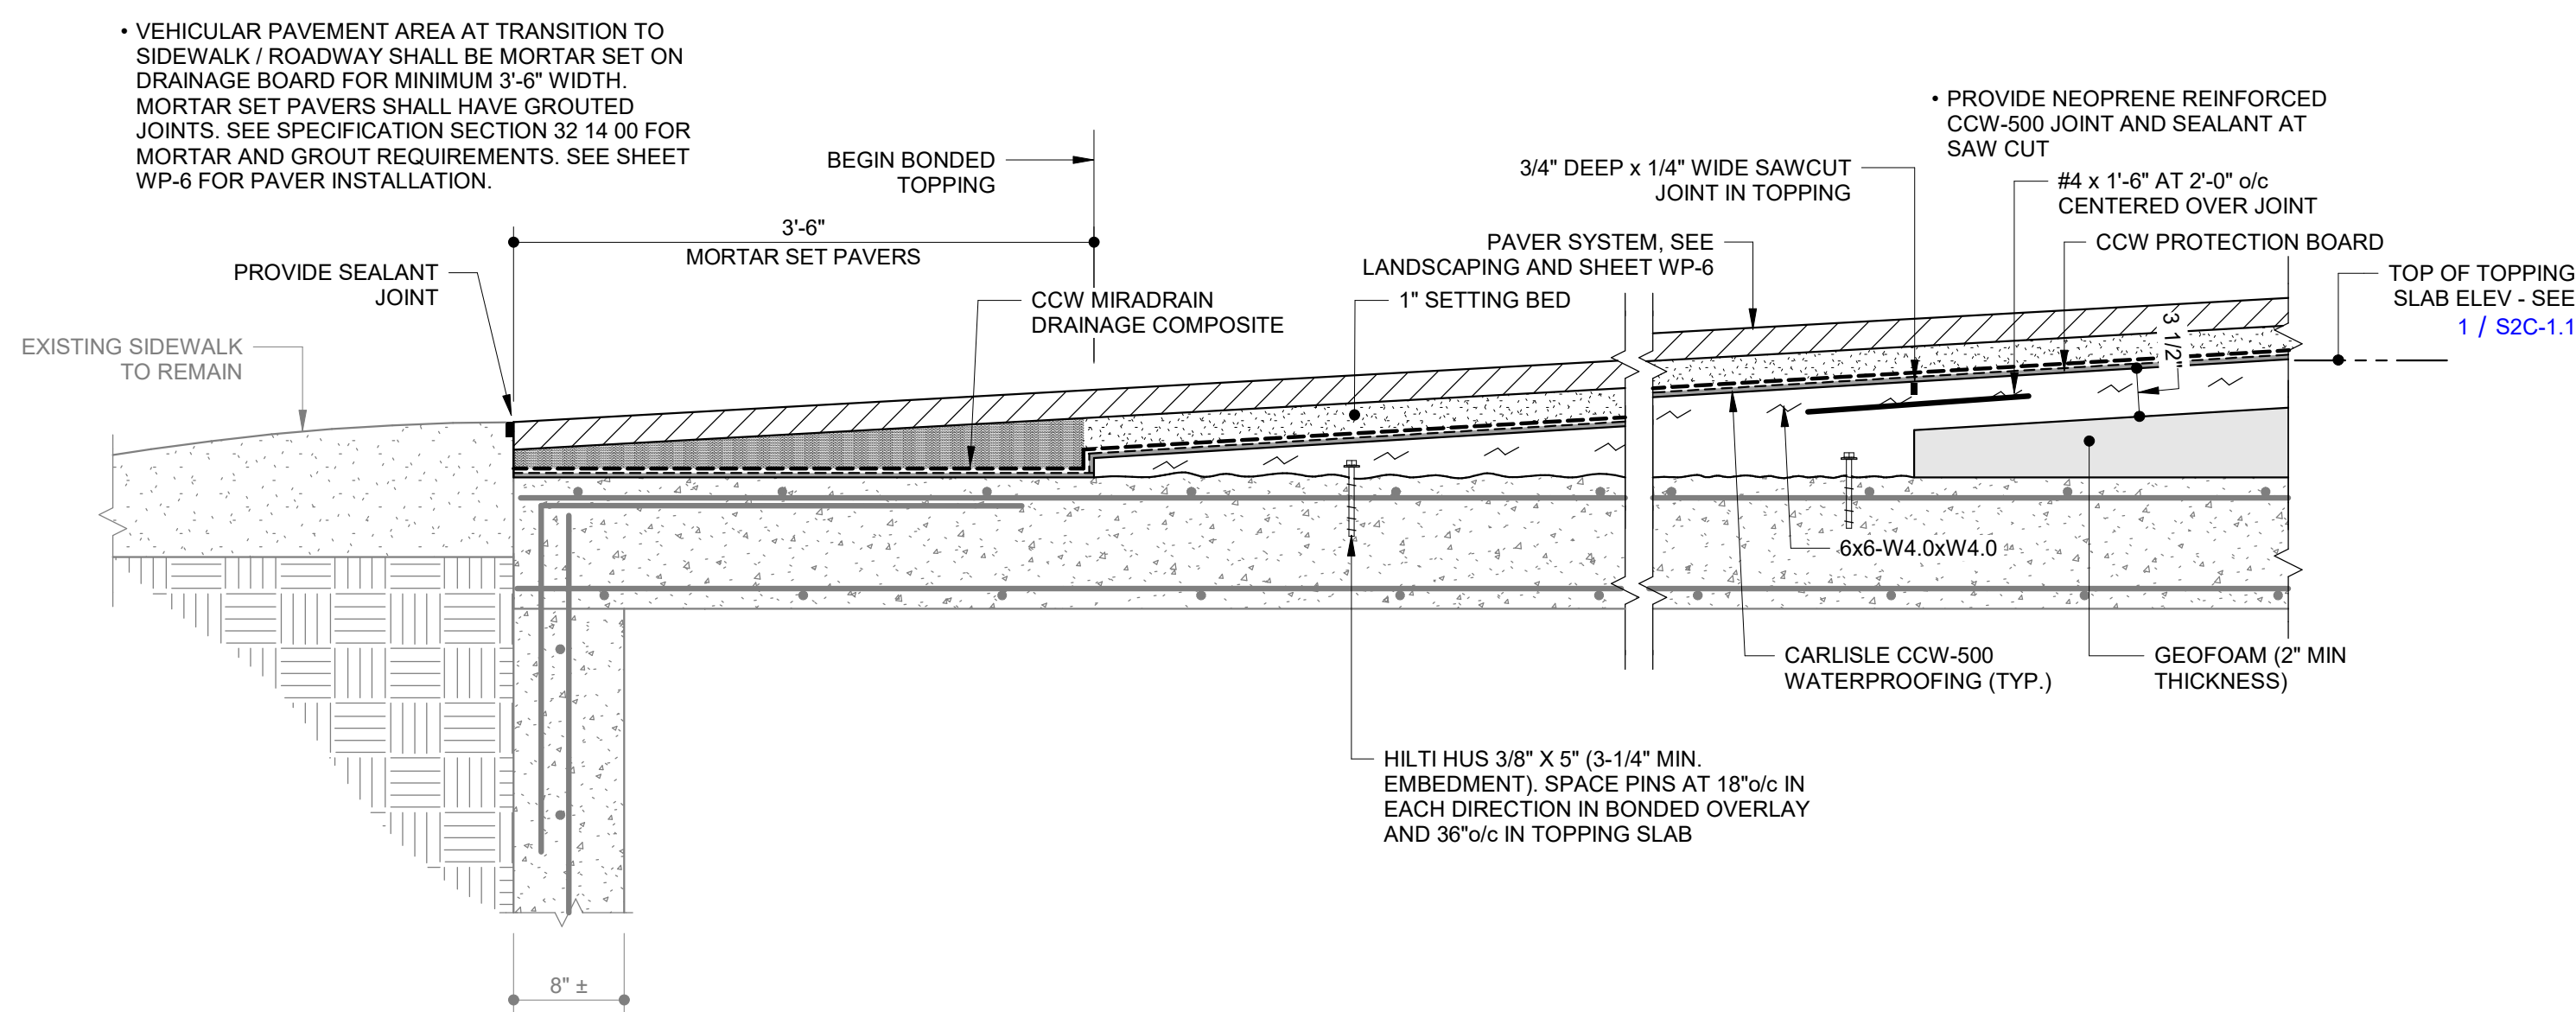 • VEHICULAR PAVEMENT AREA AT TRANSITION TO
SIDEWALK / ROADWAY SHALL BE MORTAR SET ON
DRAINAGE BOARD FOR MINIMUM 3'-6" WIDTH.
MORTAR SET PAVERS SHALL HAVE GROUTED
JOINTS. SEE SPECIFICATION SECTION 32 14 00 FOR
MORTAR AND GROUT REQUIREMENTS. SEE SHEET
WP-6 FOR PAVER INSTALLATION.
BEGIN BONDED
TOPPING
3'-6"
MORTAR SET PAVERS
PROVIDE SEALANT
JOINT
EXISTING SIDEWALK
TO REMAIN
CCW MIRADRAIN
DRAINAGE COMPOSITE
• PROVIDE NEOPRENE REINFORCED
CCW-500 JOINT AND SEALANT AT
SAW CUT
3/4" DEEP x 1/4" WIDE SAWCUT
JOINT IN TOPPING
#4 x 1'-6" AT 2'-0" o/c
CENTERED OVER JOINT
PAVER SYSTEM, SEE
LANDSCAPING AND SHEET WP-6
CCW PROTECTION BOARD
1" SETTING BED
TOP OF TOPPING
SLAB ELEV - SEE
1 / S2C-1.1
3 1/2"
6x6-W4.0xW4.0
CARLISLE CCW-500
WATERPROOFING (TYP.)
GEOFOAM (2" MIN
THICKNESS)
HILTI HUS 3/8" X 5" (3-1/4" MIN.
EMBEDMENT). SPACE PINS AT 18"o/c IN
EACH DIRECTION IN BONDED OVERLAY
AND 36"o/c IN TOPPING SLAB
8" ±